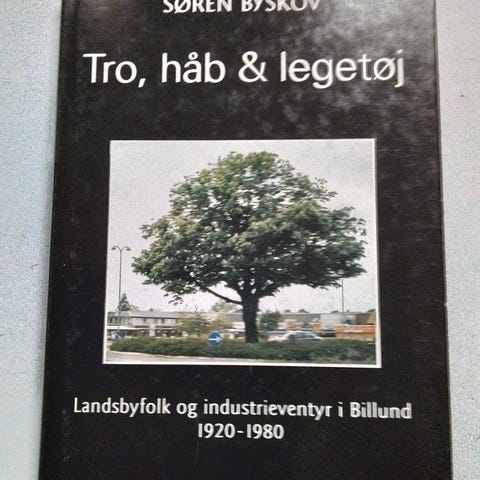 SØREN BYSKOV
Tro, håb & legetøj
Landsbyfolk og industrieventyr i Billund
1920-1980